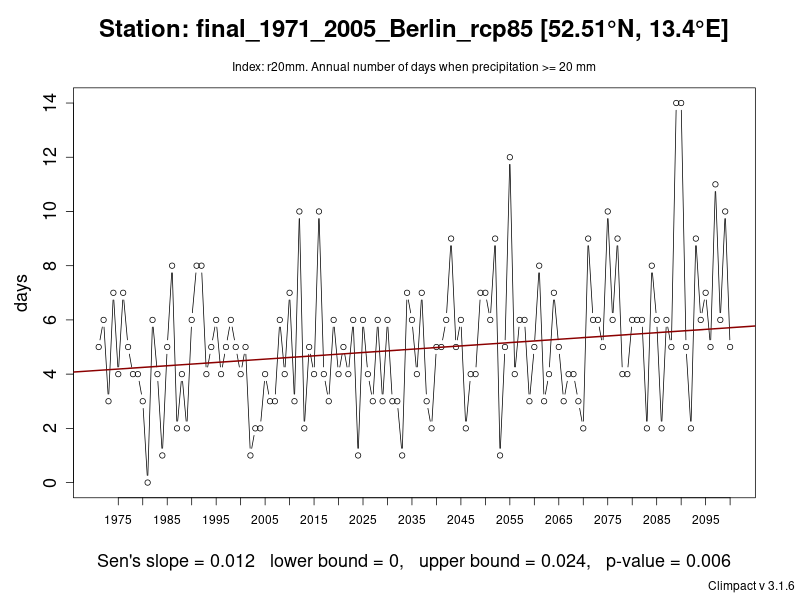 Station: final_1971_2005_Berlin_rcp85 [52.51°N, 13.4°E]
Index: r20mm. Annual number of days when precipitation >= 20 mm
14
12
10
8
6
4
2
0
days
1975 1985 1995 2005 2015 2025 2035 2045 2055 2065 2075 2085 2095
Sen's slope = 0.012 lower bound = 0, upper bound = 0.024, p-value = 0.006
Climpact v 3.1.6